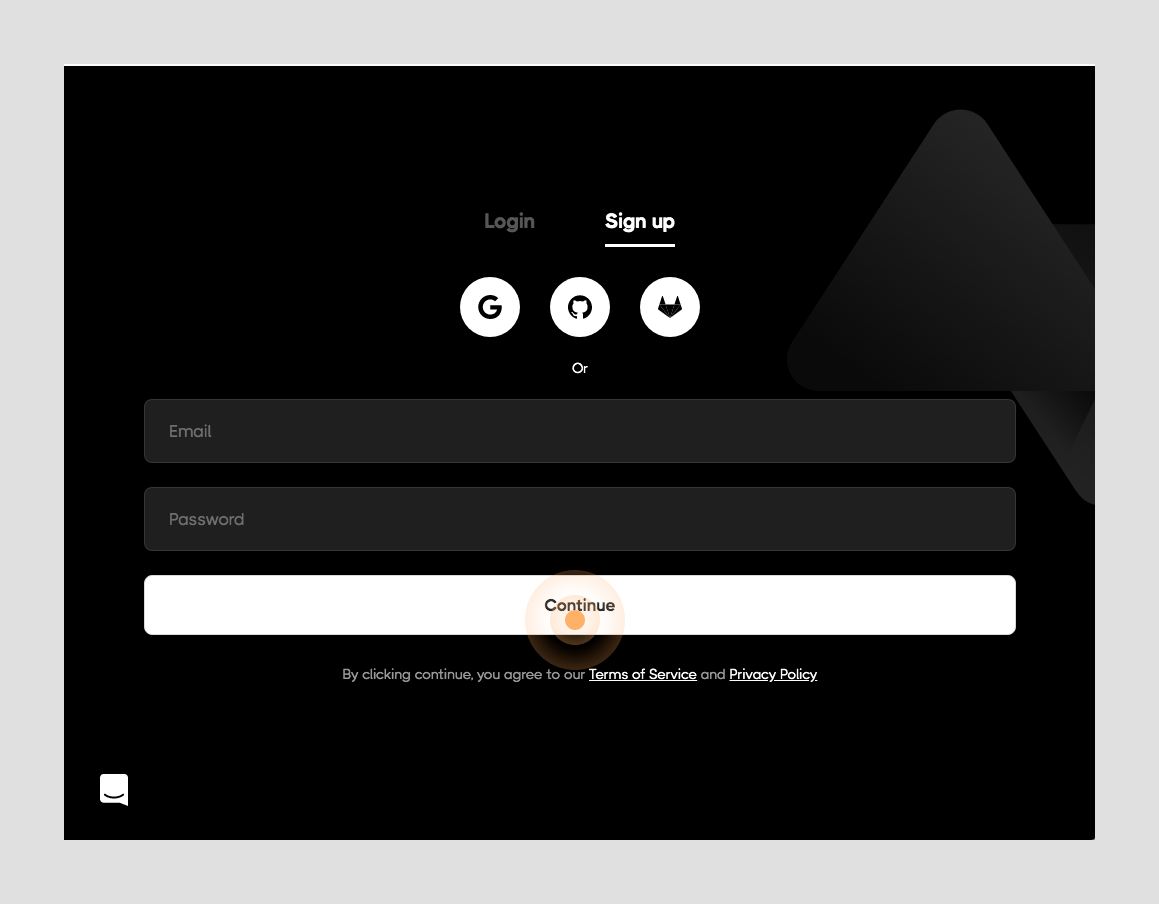 Login
Sign up
Or
Email
Password
Continue
By clicking continue, you agree to our Terms of Service and Privacy Policy